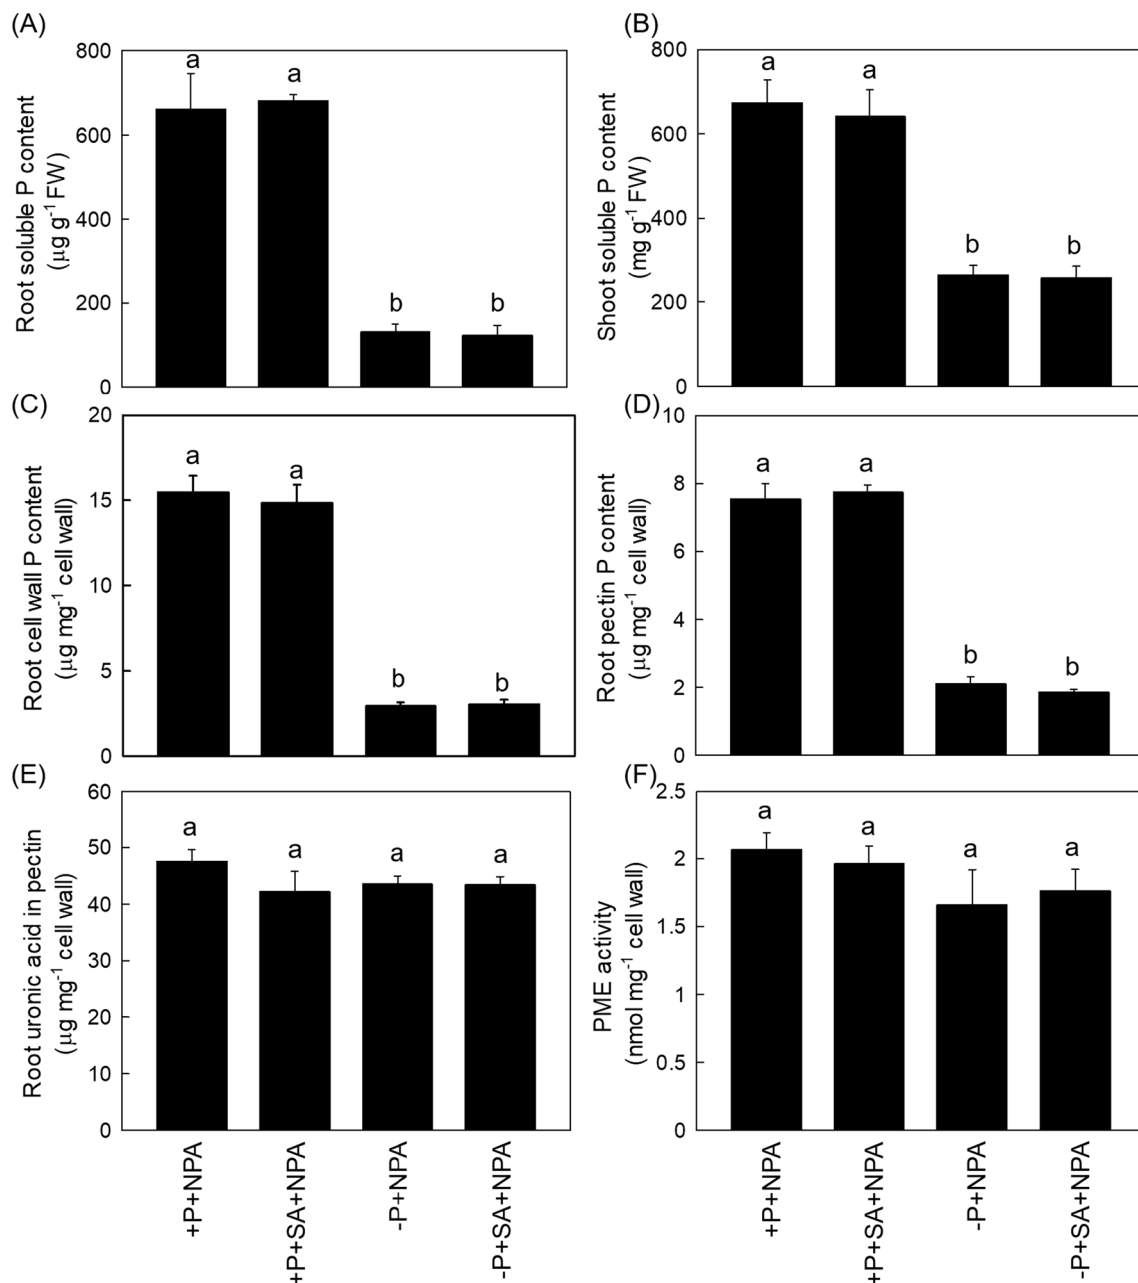 (A)
Root soluble P content
(µg g⁻¹ FW)
800
600
400
200
0
a
a
b
b
(B)
Shoot soluble P content
(mg g⁻¹ FW)
800
600
400
200
0
a
a
b
b
(C)
Root cell wall P content
(µg mg⁻¹ cell wall)
20
15
10
5
0
a
a
b
b
(D)
Root pectin P content
(µg mg⁻¹ cell wall)
10
8
6
4
2
0
a
a
b
b
(E)
Root uronic acid in pectin
(µg mg⁻¹ cell wall)
60
50
40
30
20
10
0
a
a
a
a
+P+NPA
+P+SA+NPA
-P+NPA
-P+SA+NPA
(F)
PME activity
(nmol mg⁻¹ cell wall)
2.5
2
1.5
1
0.5
0
a
a
a
a
+P+NPA
+P+SA+NPA
-P+NPA
-P+SA+NPA